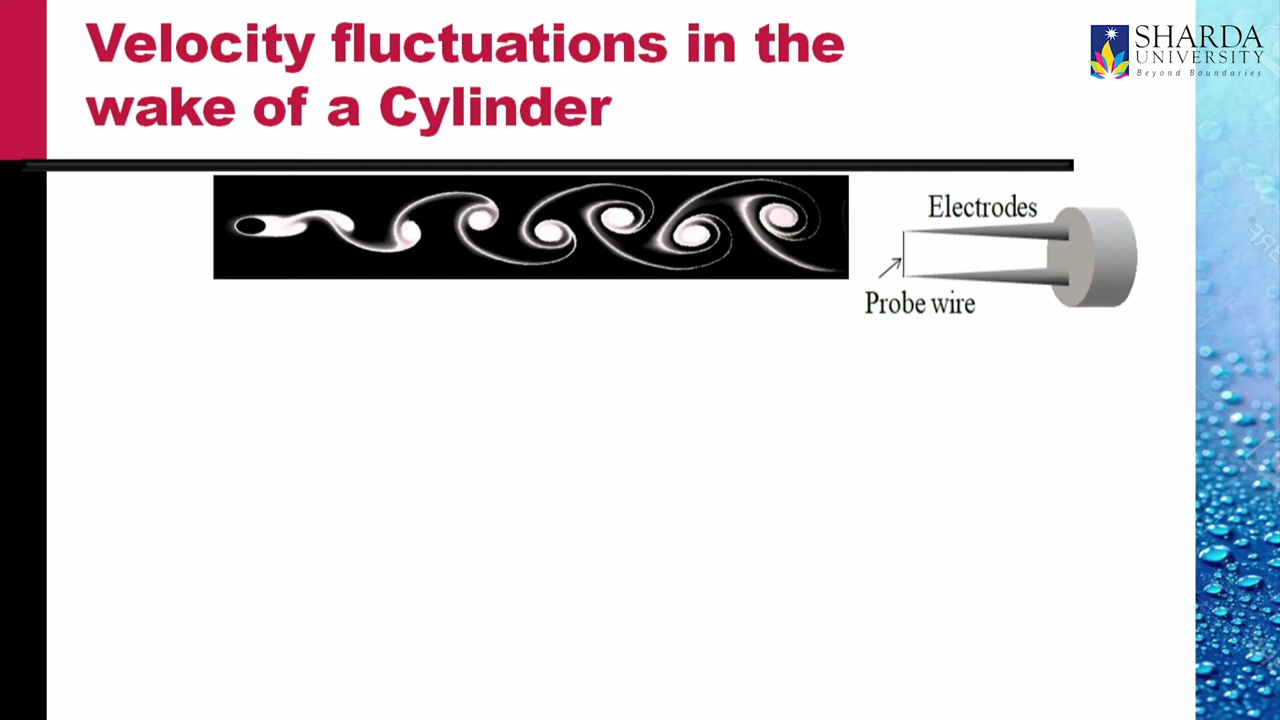 Velocity fluctuations in the
wake of a Cylinder
SHARDA
UNIVERSITY
Beyond Boundaries
Electrodes
Probe wire